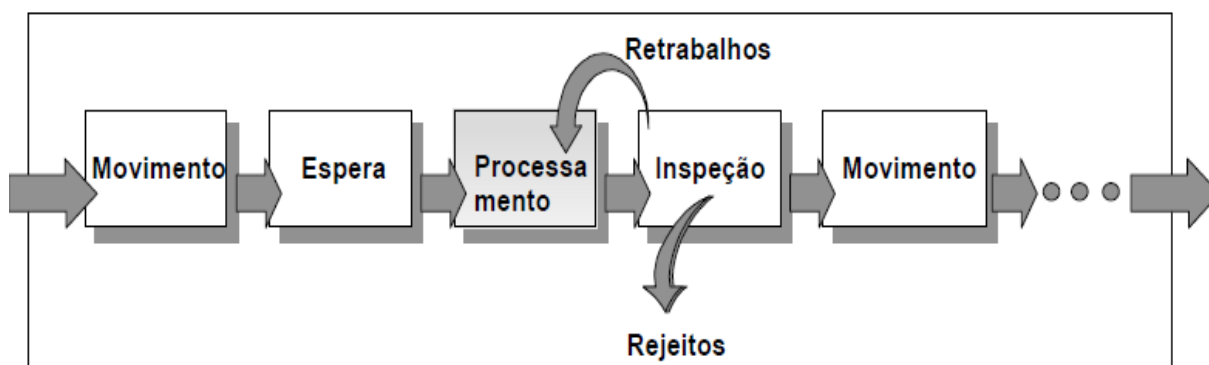 Retrabalhos
Movimento
Espera
Processa
mento
Inspeção
Movimento
Rejeitos